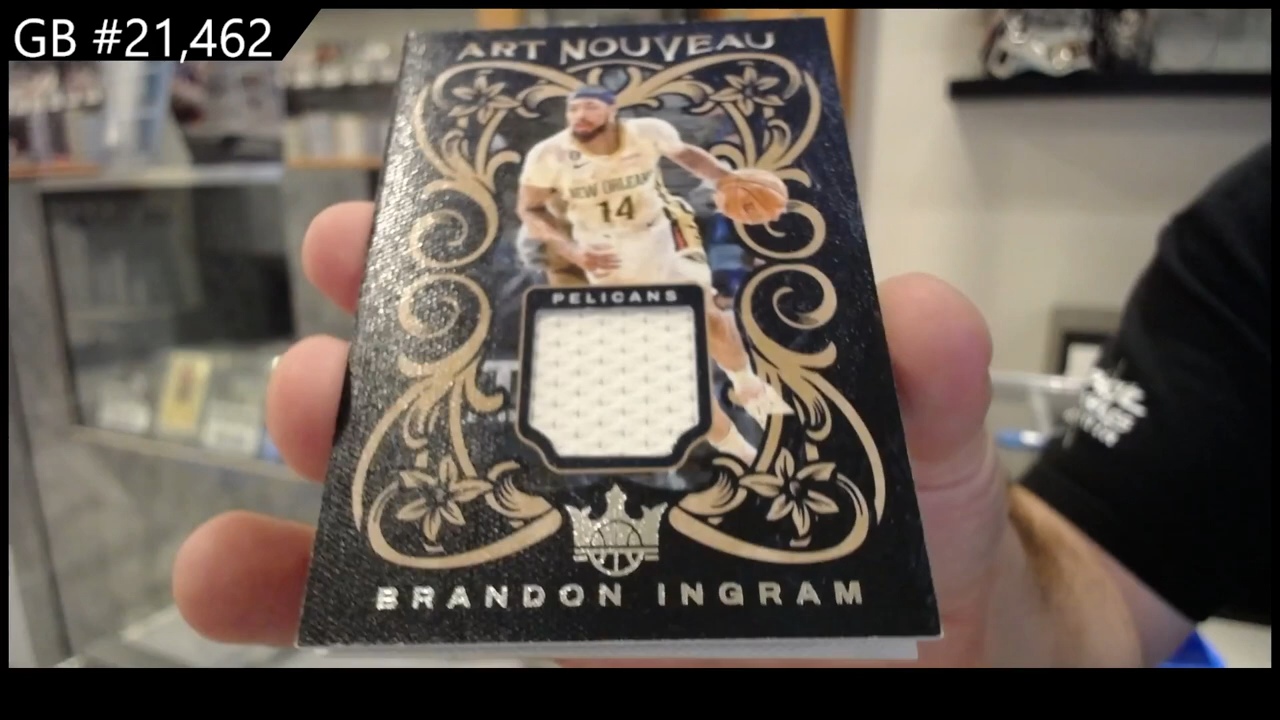 GB #21,462
ART NOUVEAU
NEW ORLEANS
14
PELICANS
BRANDON INGRAM